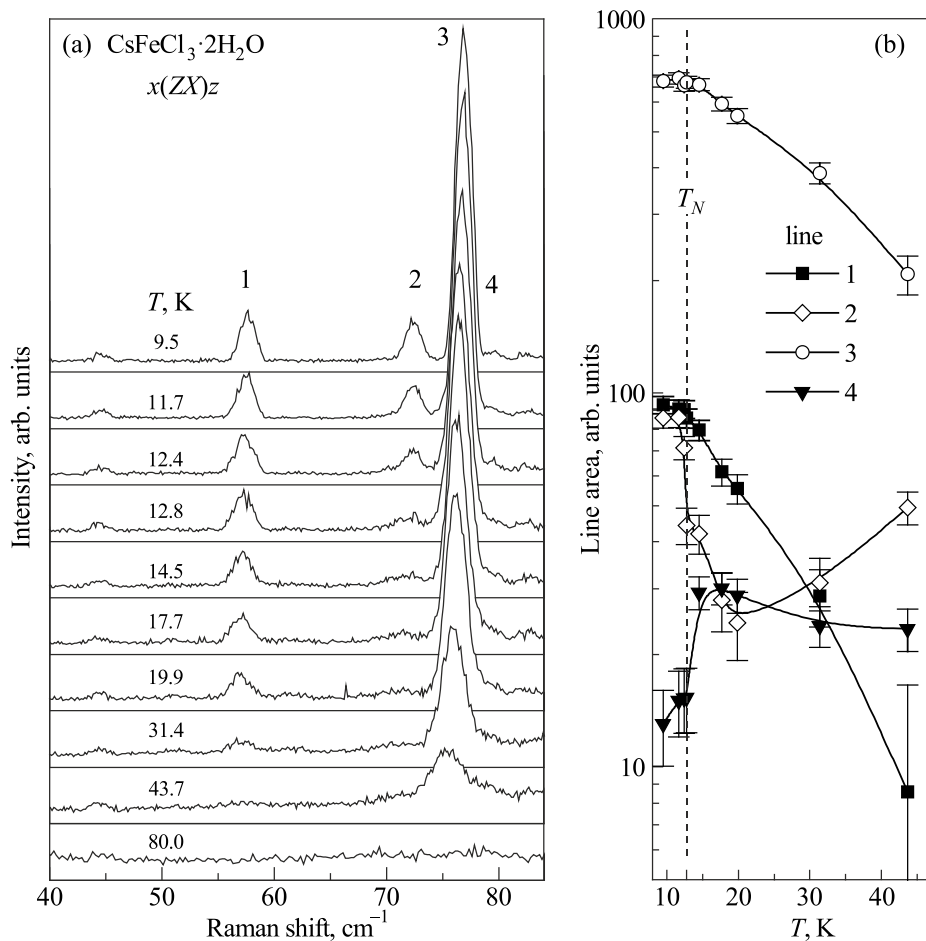 (a) CsFeCl₃·2H₂O
x(ZX)z
3
1
2
4
T, K
9.5
11.7
12.4
12.8
14.5
17.7
19.9
31.4
43.7
80.0
Intensity, arb. units
40 50 60 70 80
Raman shift, cm⁻¹
(b)
1000
100
10
Line area, arb. units
T_N
line
1
2
3
4
10 20 30 40
T, K